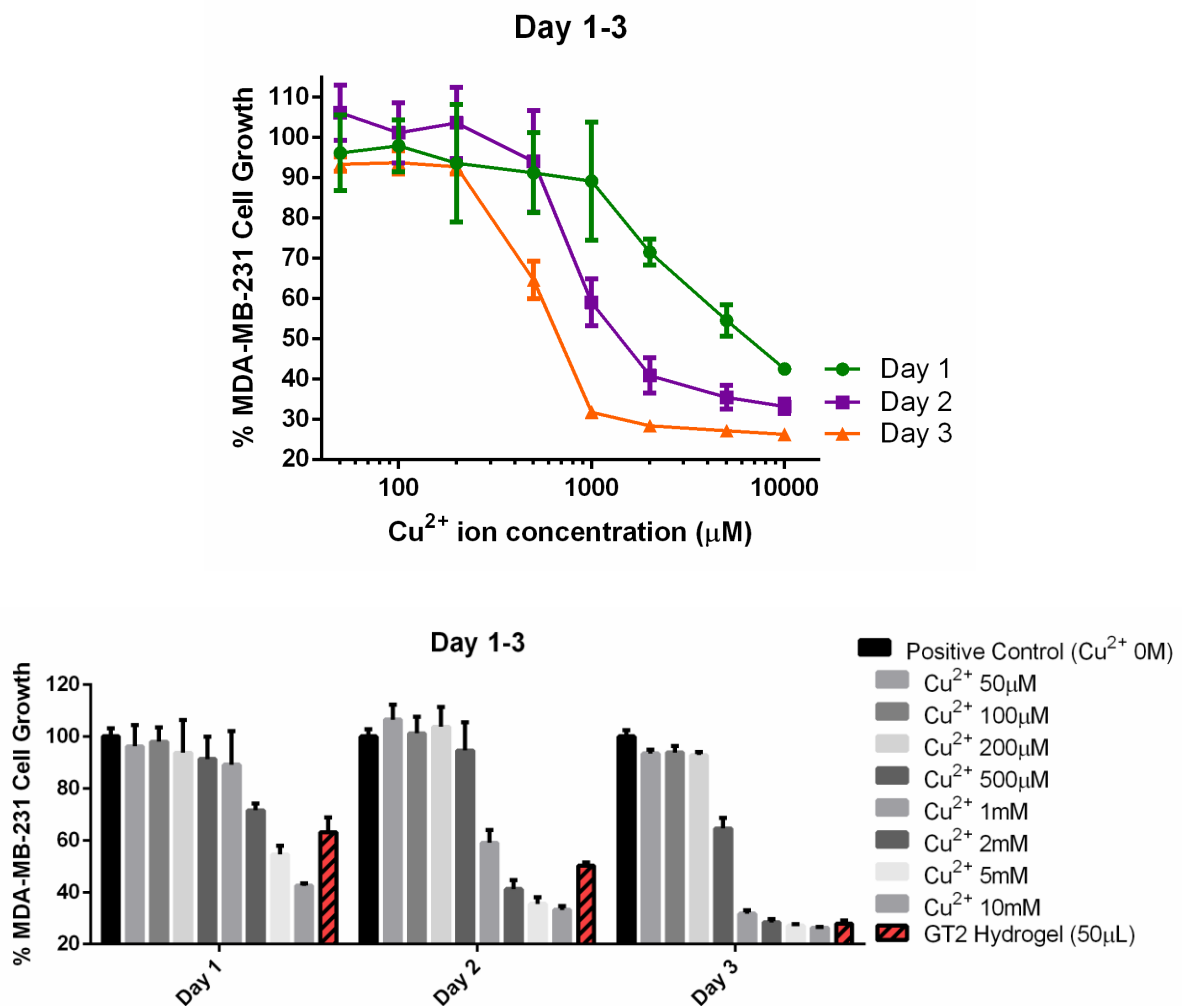 Day 1-3
% MDA-MB-231 Cell Growth
110
100
90
80
70
60
50
40
30
20
100
1000
10000
Cu²⁺ ion concentration (μM)
Day 1
Day 2
Day 3
Day 1-3
% MDA-MB-231 Cell Growth
120
100
80
60
40
20
Day 1
Day 2
Day 3
Positive Control (Cu²⁺ 0M)
Cu²⁺ 50μM
Cu²⁺ 100μM
Cu²⁺ 200μM
Cu²⁺ 500μM
Cu²⁺ 1mM
Cu²⁺ 2mM
Cu²⁺ 5mM
Cu²⁺ 10mM
GT2 Hydrogel (50μL)